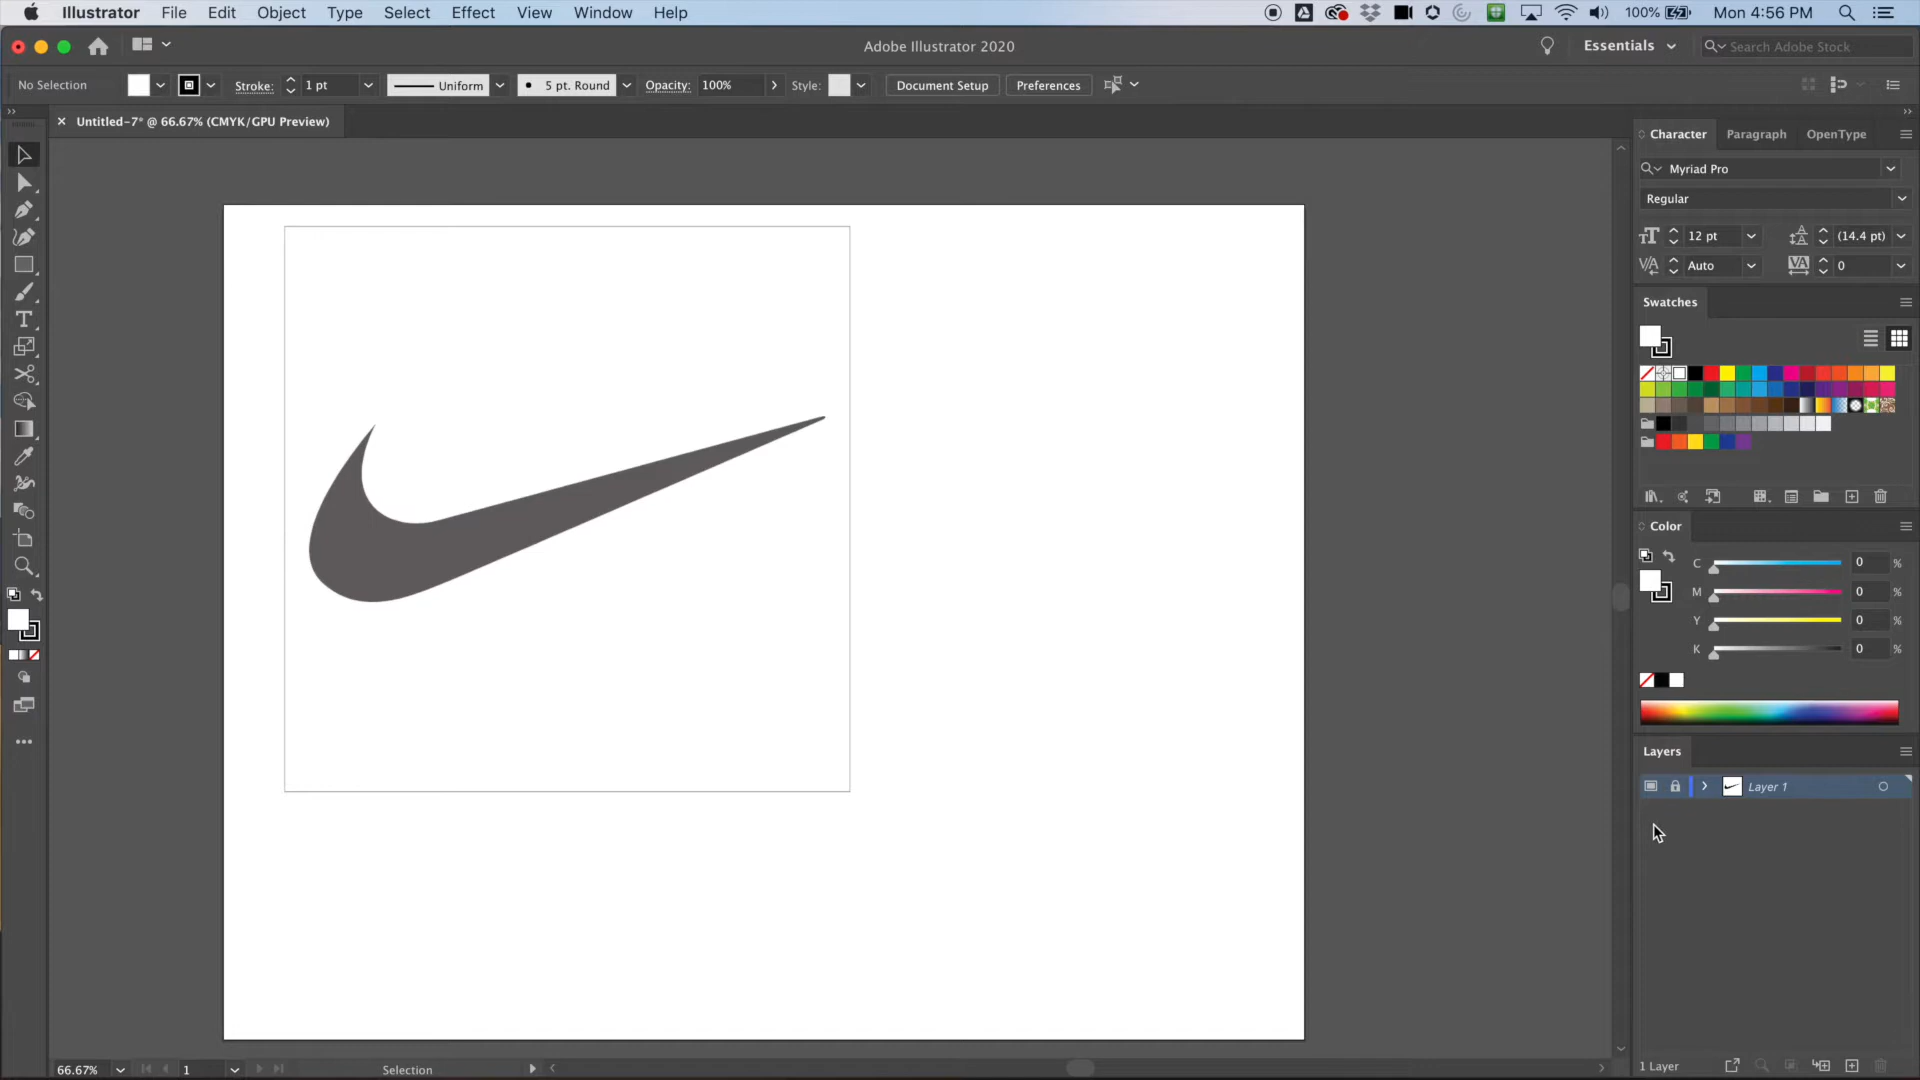 Illustrator File Edit Object Type Select Effect View Window Help 100% Mon 4:56 PM
Adobe Illustrator 2020 Essentials Search Adobe Stock
No Selection Stroke: 1 pt Uniform 5 pt. Round Opacity: 100% Style: Document Setup Preferences
Untitled-7* @ 66.67% (CMYK/GPU Preview)
Character Paragraph OpenType
Myriad Pro
Regular
12 pt (14.4 pt)
Auto 0
Swatches
Color
C 0 %
M 0 %
Y 0 %
K 0 %
Layers
Layer 1
66.67% 1 Selection 1 Layer